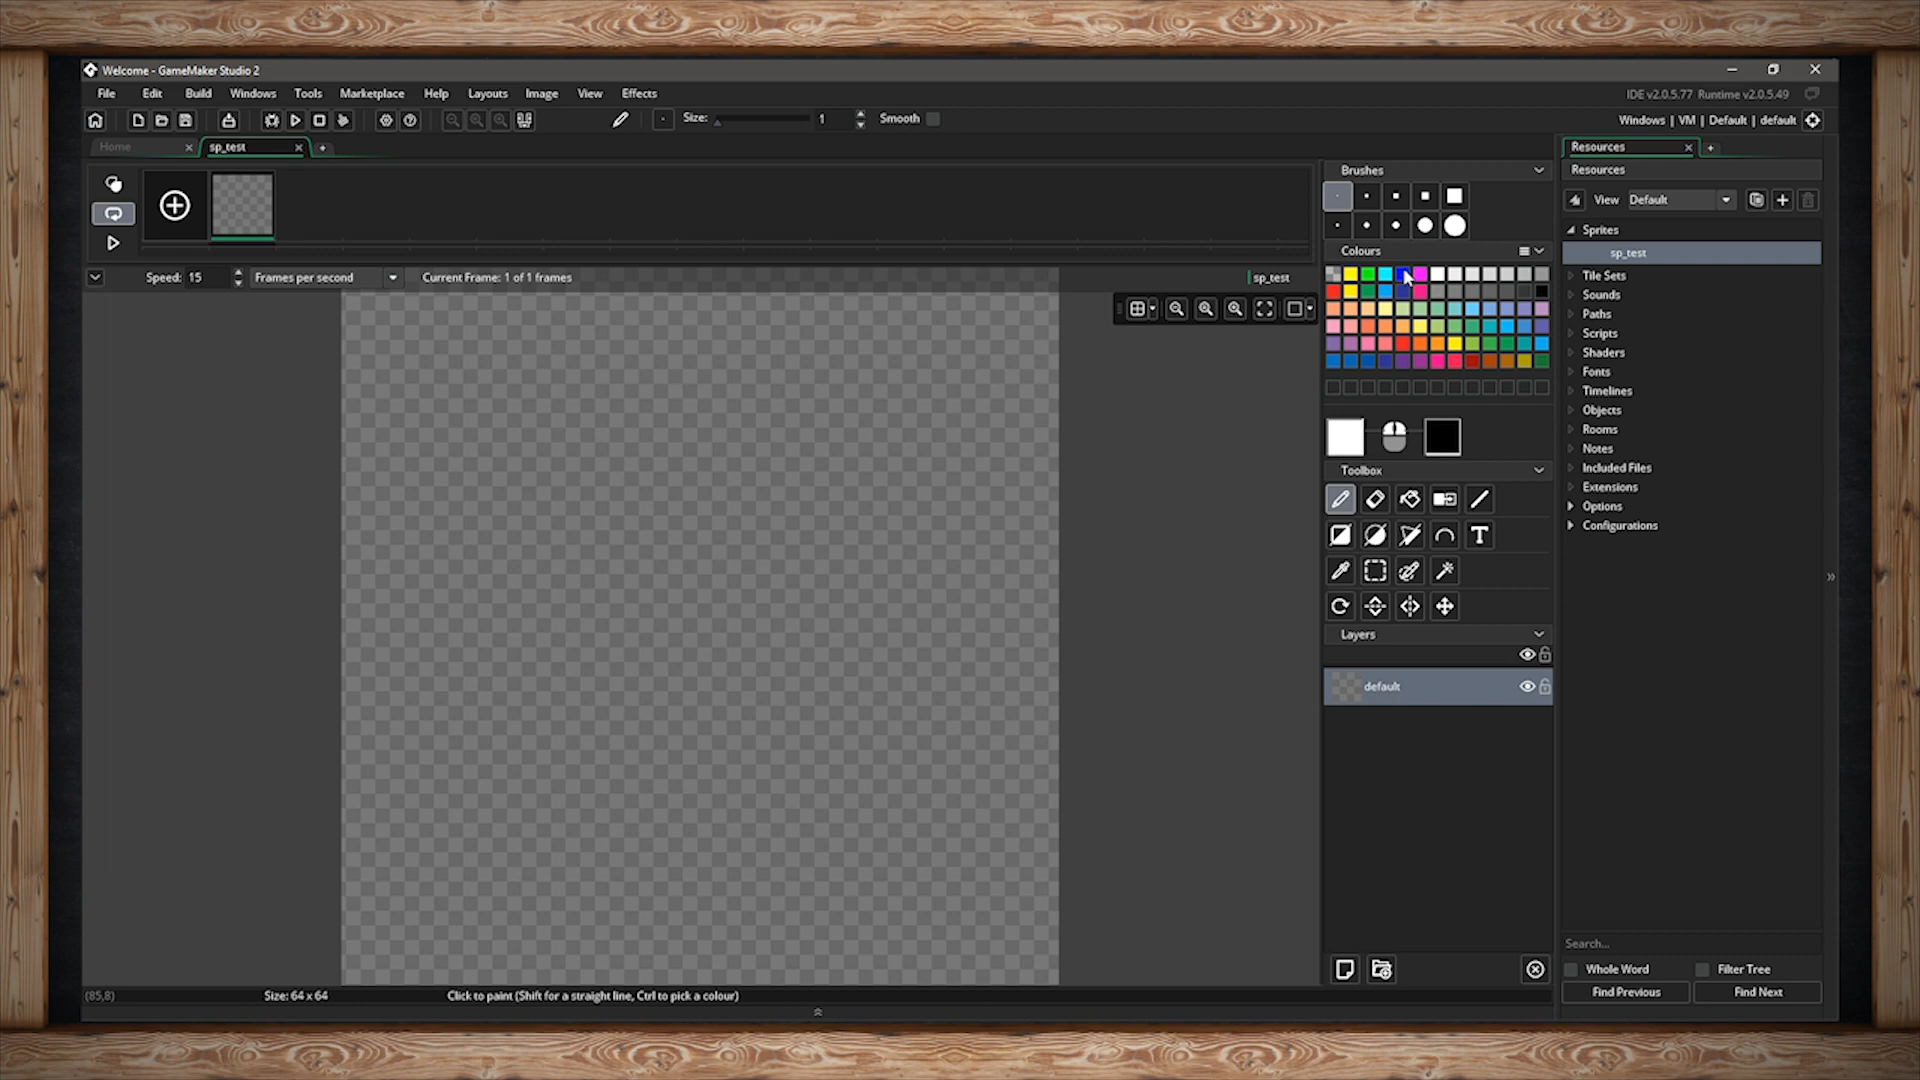 Welcome - GameMaker Studio 2
File Edit Build Windows Tools Marketplace Help Layouts Image View Effects
IDE v2.0.5.77 Runtime v2.0.5.49
Size: 1 Smooth
Windows | VM | Default | default
Home sp_test
Resources
Brushes
Resources
View Default
Sprites
sp_test
Colours
Speed: 15 Frames per second Current Frame: 1 of 1 frames sp_test
Tile Sets
Sounds
Paths
Scripts
Shaders
Fonts
Timelines
Objects
Rooms
Notes
Included Files
Extensions
Options
Configurations
Toolbox
T
Layers
default
Search...
Whole Word Filter Tree
Find Previous Find Next
(85,8) Size: 64 x 64 Click to paint (Shift for a straight line, Ctrl to pick a colour)